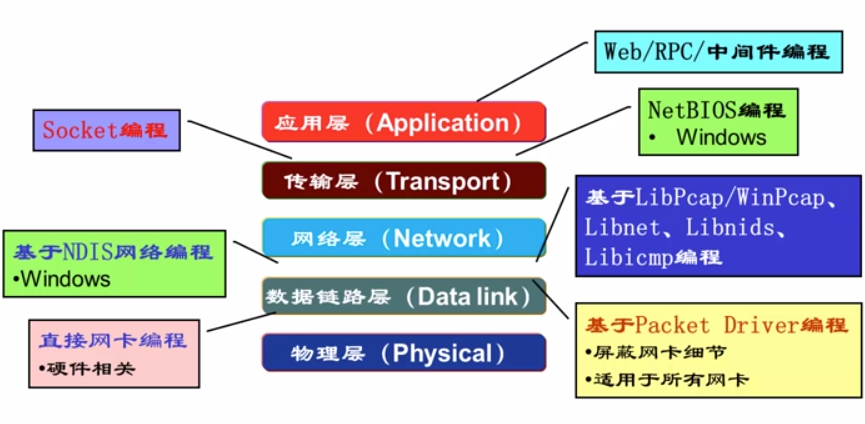 Web/RPC/中间件编程
NetBIOS编程
• Windows
Socket编程
应用层（Application）
传输层（Transport）
基于LibPcap/WinPcap、
Libnet、Libnids、
Libicmp编程
网络层（Network）
基于NDIS网络编程
•Windows
数据链路层（Data link）
直接网卡编程
•硬件相关
物理层（Physical）
基于Packet Driver编程
•屏蔽网卡细节
•适用于所有网卡